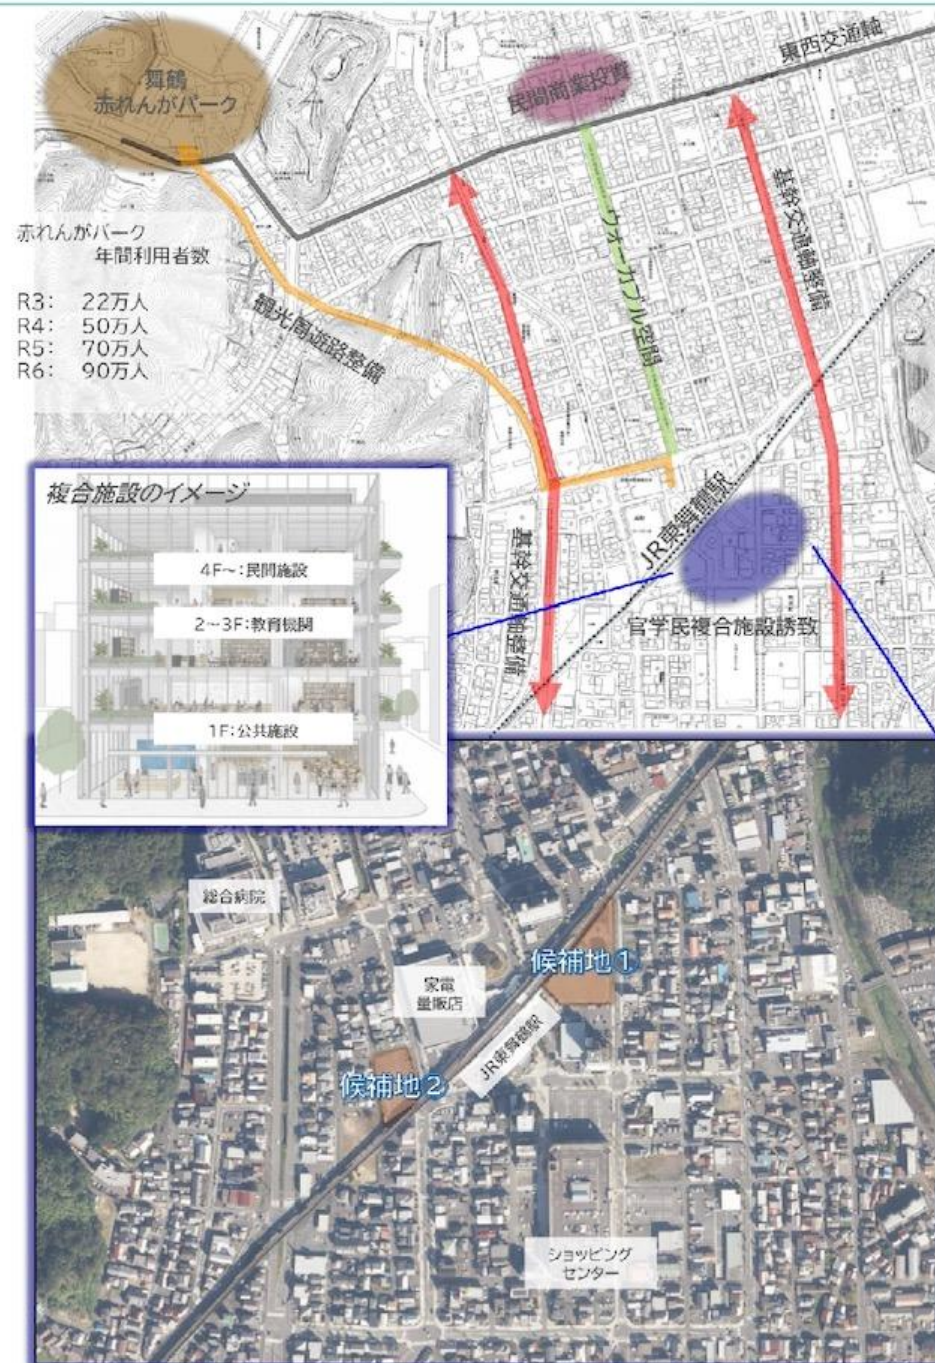 舞鶴
赤れんがパーク
民間商業投資
東西交通軸
基幹交通軸整備
ウォーカブル空間
赤れんがパーク
年間利用者数
R3: 22万人
R4: 50万人
R5: 70万人
R6: 90万人
観光周遊路整備
基幹交通軸整備
JR東舞鶴駅
官学民複合施設誘致
複合施設のイメージ
4F～:民間施設
2～3F:教育機関
1F:公共施設
総合病院
家電
量販店
候補地1
JR東舞鶴駅
候補地2
ショッピング
センター